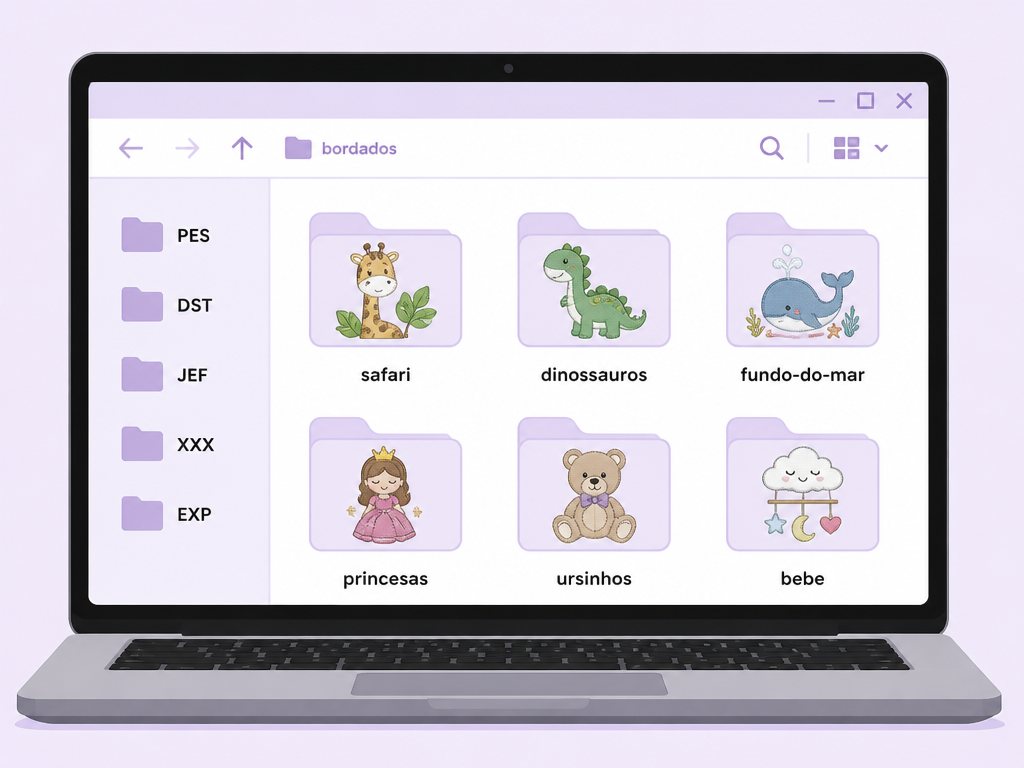 bordados
PES
DST
JEF
XXX
EXP
safari
dinossauros
fundo-do-mar
princesas
ursinhos
bebe